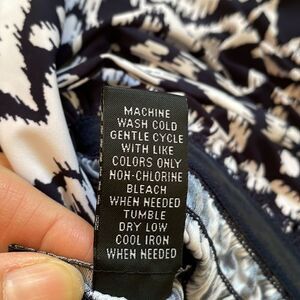 MACHINE
WASH COLD
GENTLE CYCLE
WITH LIKE
COLORS ONLY
NON-CHLORINE
BLEACH
WHEN NEEDED
TUMBLE
DRY LOW
COOL IRON
WHEN NEEDED